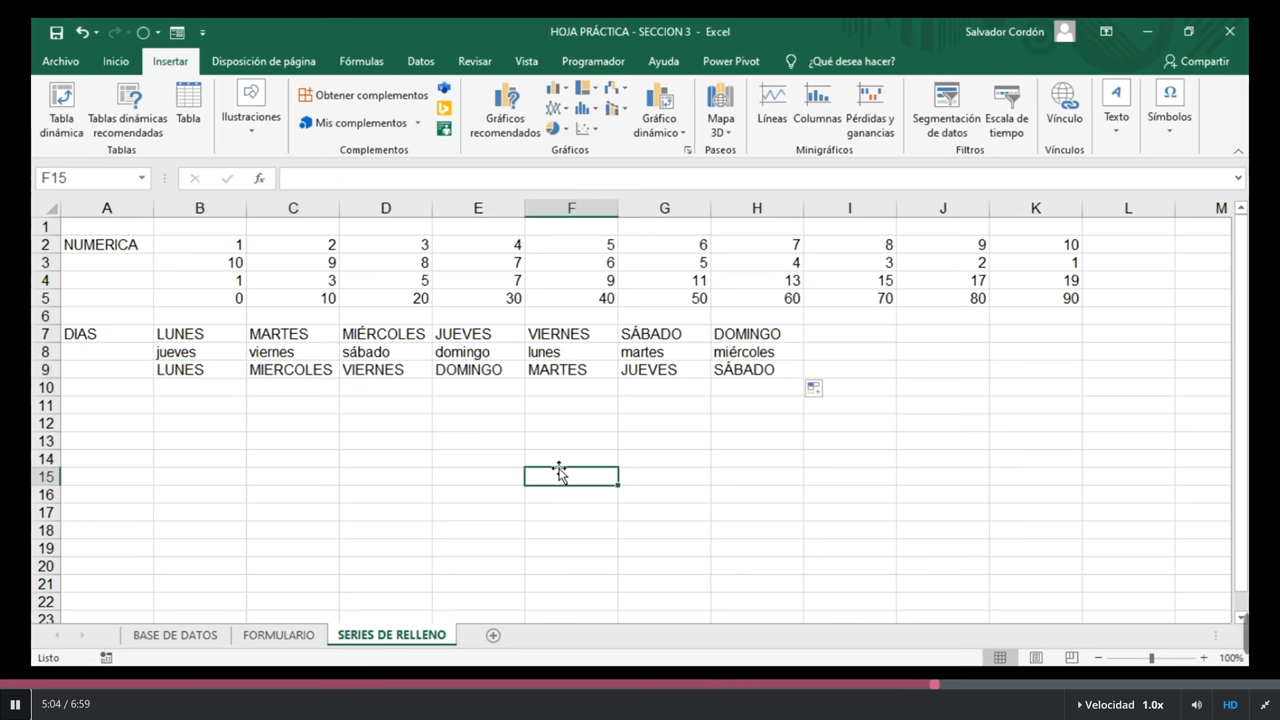 HOJA PRÁCTICA - SECCION 3 - Excel
Salvador Cordón
Archivo Inicio Insertar Disposición de página Fórmulas Datos Revisar Vista Programador Ayuda Power Pivot ¿Qué desea hacer? Compartir
Tabla dinámica
Tablas dinámicas recomendadas
Tabla
Tablas
Ilustraciones
Obtener complementos
Mis complementos
Complementos
Gráficos recomendados
Gráfico dinámico
Gráficos
Mapa 3D
Paseos
Líneas
Columnas
Pérdidas y ganancias
Minigráficos
Segmentación de datos
Escala de tiempo
Filtros
Vínculo
Vínculos
Texto
Símbolos
F15 fx
A B C D E F G H I J K L M
1
2 NUMERICA 1 2 3 4 5 6 7 8 9 10
3 10 9 8 7 6 5 4 3 2 1
4 1 3 5 7 9 11 13 15 17 19
5 0 10 20 30 40 50 60 70 80 90
6
7 DIAS LUNES MARTES MIÉRCOLES JUEVES VIERNES SÁBADO DOMINGO
8 jueves viernes sábado domingo lunes martes miércoles
9 LUNES MIERCOLES VIERNES DOMINGO MARTES JUEVES SÁBADO
10
11
12
13
14
15
16
17
18
19
20
21
22
23
BASE DE DATOS FORMULARIO SERIES DE RELLENO
Listo 100%
5:04 / 6:59 Velocidad 1.0x HD